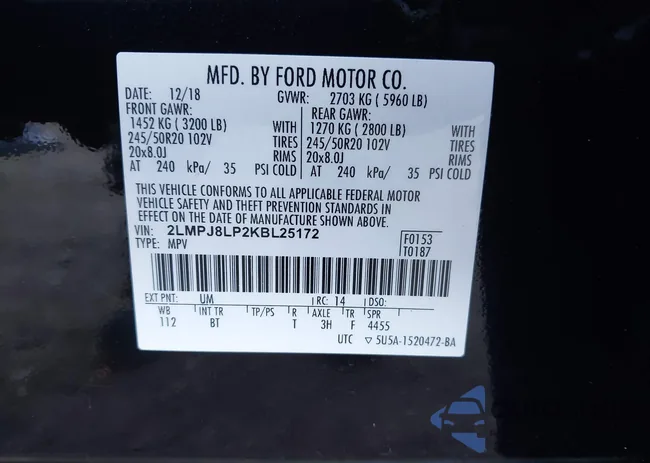 MFD. BY FORD MOTOR CO.
DATE: 12/18 GVWR: 2703 KG ( 5960 LB)
FRONT GAWR: REAR GAWR:
1452 KG ( 3200 LB) WITH 1270 KG ( 2800 LB) WITH
245/50R20 102V TIRES 245/50R20 102V TIRES
20x8.0J RIMS 20x8.0J RIMS
AT 240 kPa/ 35 PSI COLD AT 240 kPa/ 35 PSI COLD
THIS VEHICLE CONFORMS TO ALL APPLICABLE FEDERAL MOTOR
VEHICLE SAFETY AND THEFT PREVENTION STANDARDS IN
EFFECT ON THE DATE OF MANUFACTURE SHOWN ABOVE.
VIN: 2LMPJ8LP2KBL25172 F0153
TYPE: MPV T0187
EXT PNT: UM RC: 14 DSO:
WB INT TR TP/PS R AXLE TR SPR
112 BT T 3H F 4455
UTC ▽ 5U5A-1520472-BA